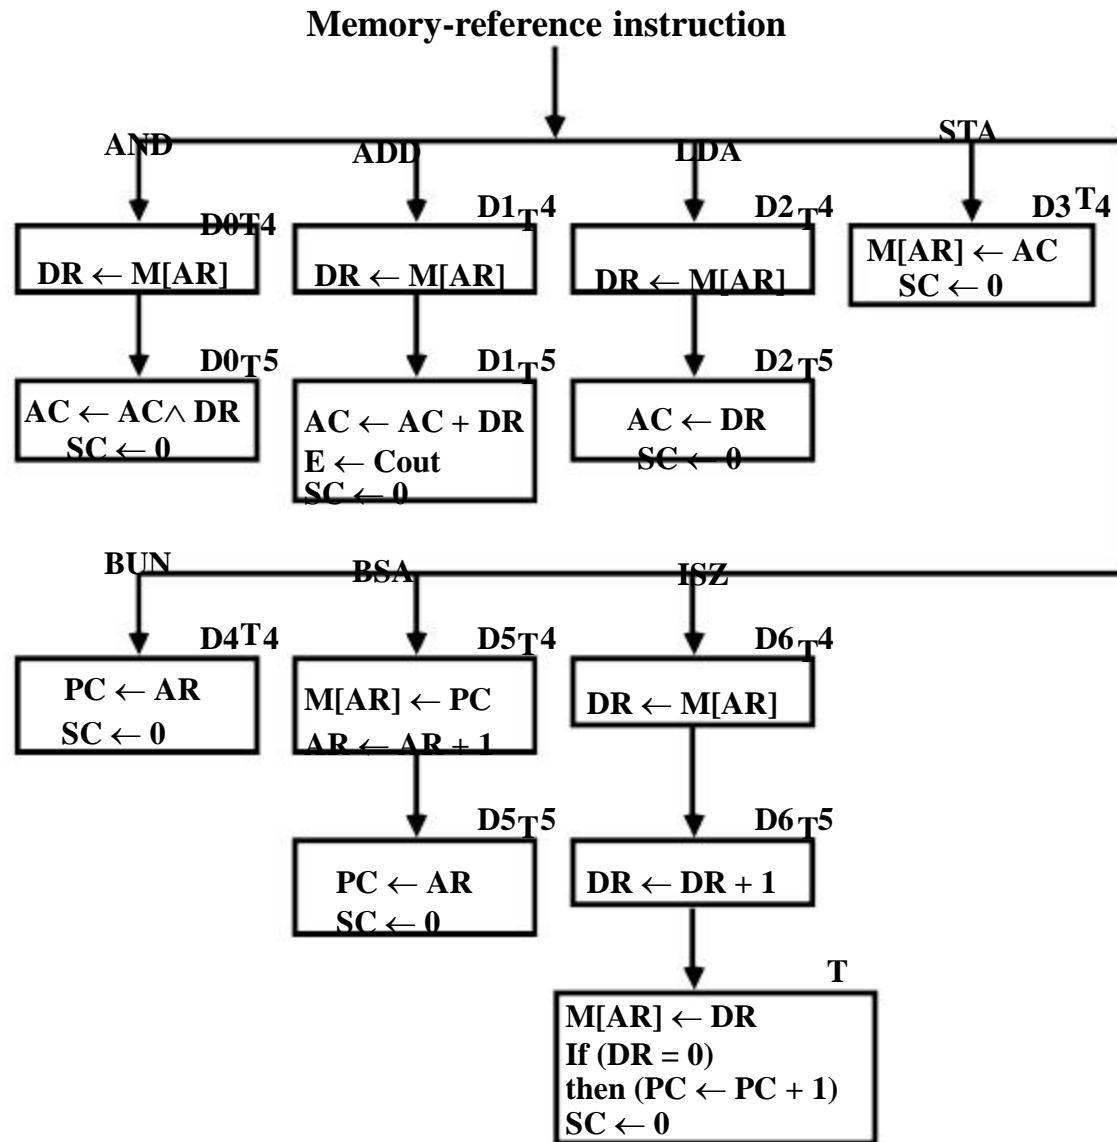 Memory-reference instruction
AND
ADD
LDA
STA
D0T4
D1T4
D2T4
D3T4
DR ← M[AR]
DR ← M[AR]
DR ← M[AR]
M[AR] ← AC
SC ← 0
D0T5
D1T5
D2T5
AC ← AC∧ DR
SC ← 0
AC ← AC + DR
E ← Cout
SC ← 0
AC ← DR
SC ← 0
BUN
BSA
ISZ
D4T4
D5T4
D6T4
PC ← AR
SC ← 0
M[AR] ← PC
AR ← AR + 1
DR ← M[AR]
D5T5
D6T5
PC ← AR
SC ← 0
DR ← DR + 1
T
M[AR] ← DR
If (DR = 0)
then (PC ← PC + 1)
SC ← 0